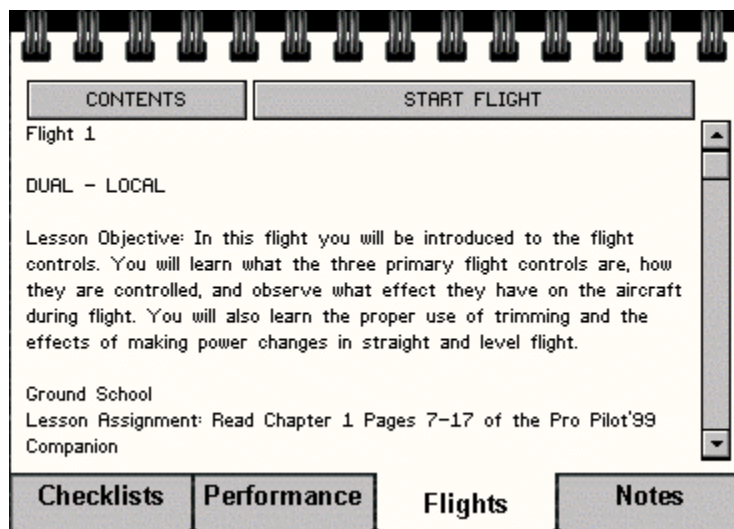 CONTENTS
START FLIGHT
Flight 1
DUAL - LOCAL
Lesson Objective: In this flight you will be introduced to the flight
controls. You will learn what the three primary flight controls are, how
they are controlled, and observe what effect they have on the aircraft
during flight. You will also learn the proper use of trimming and the
effects of making power changes in straight and level flight.
Ground School
Lesson Assignment: Read Chapter 1 Pages 7-17 of the Pro Pilot'99
Companion
Checklists
Performance
Flights
Notes